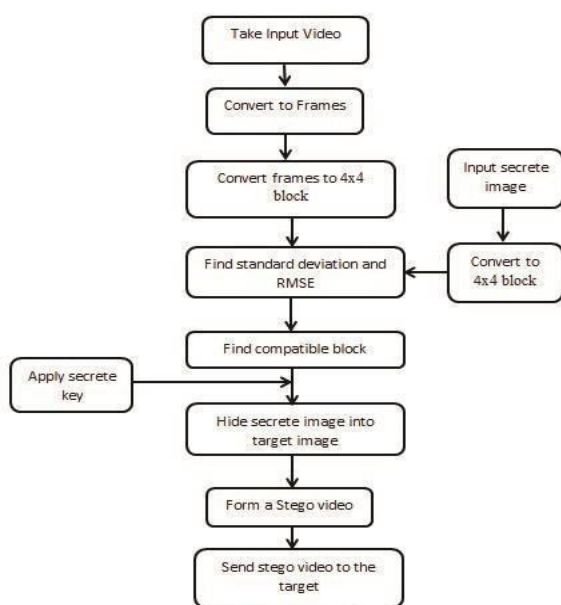 Take Input Video
Convert to Frames
Convert frames to 4x4
block
Input secrete
image
Find standard deviation and
RMSE
Convert to
4x4 block
Find compatible block
Apply secrete
key
Hide secrete image into
target image
Form a Stego video
Send stego video to the
target